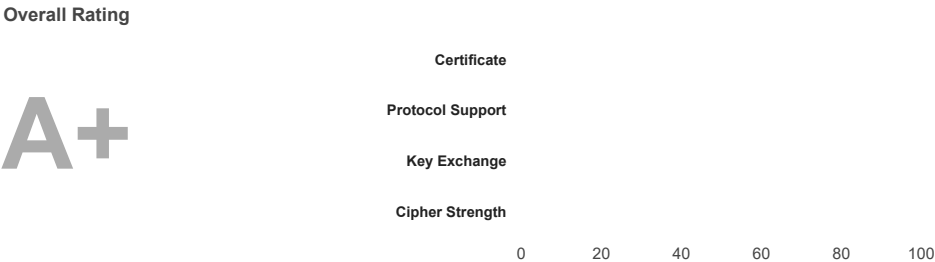 Overall Rating
A+
Certificate
Protocol Support
Key Exchange
Cipher Strength
0 20 40 60 80 100